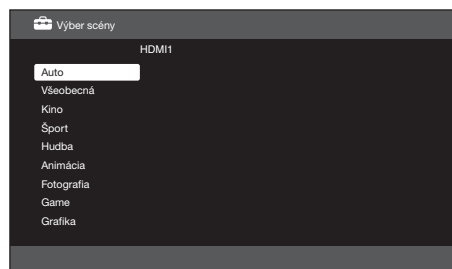 Výber scény
HDMI1
Auto
Všeobecná
Kino
Šport
Hudba
Animácia
Fotografia
Game
Grafika